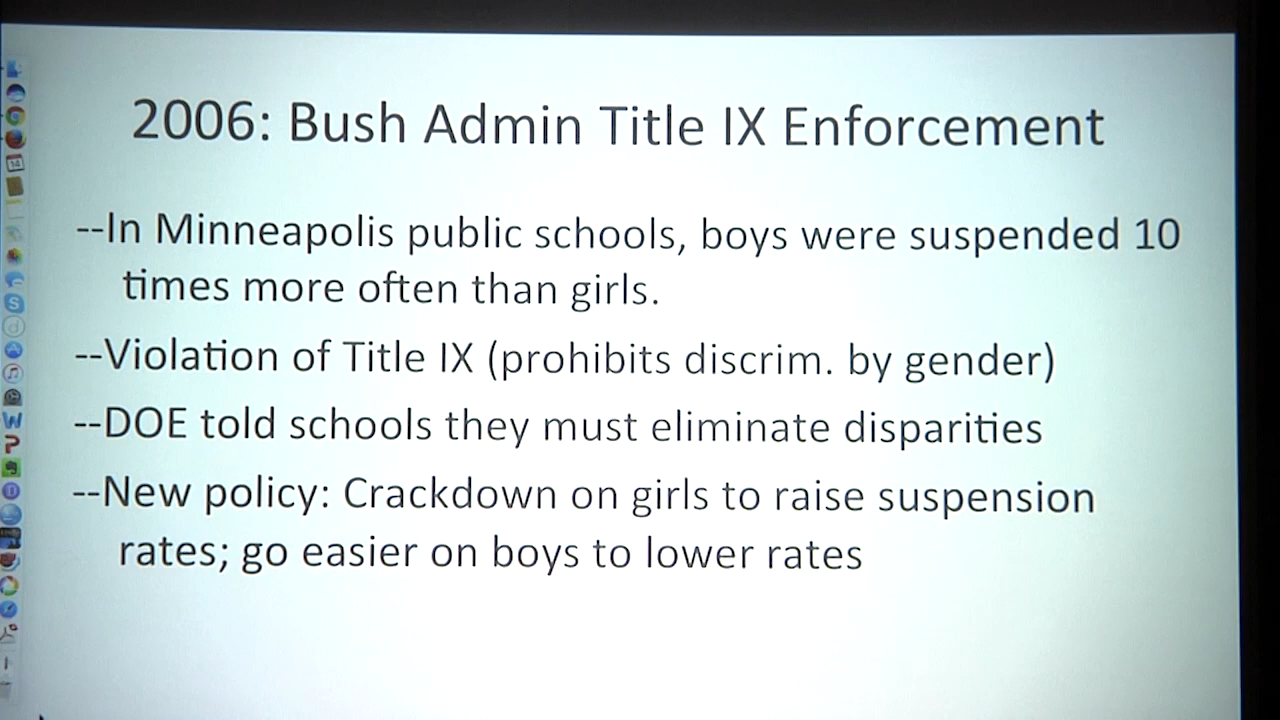 2006: Bush Admin Title IX Enforcement
--In Minneapolis public schools, boys were suspended 10
times more often than girls.
--Violation of Title IX (prohibits discrim. by gender)
--DOE told schools they must eliminate disparities
--New policy: Crackdown on girls to raise suspension
rates; go easier on boys to lower rates